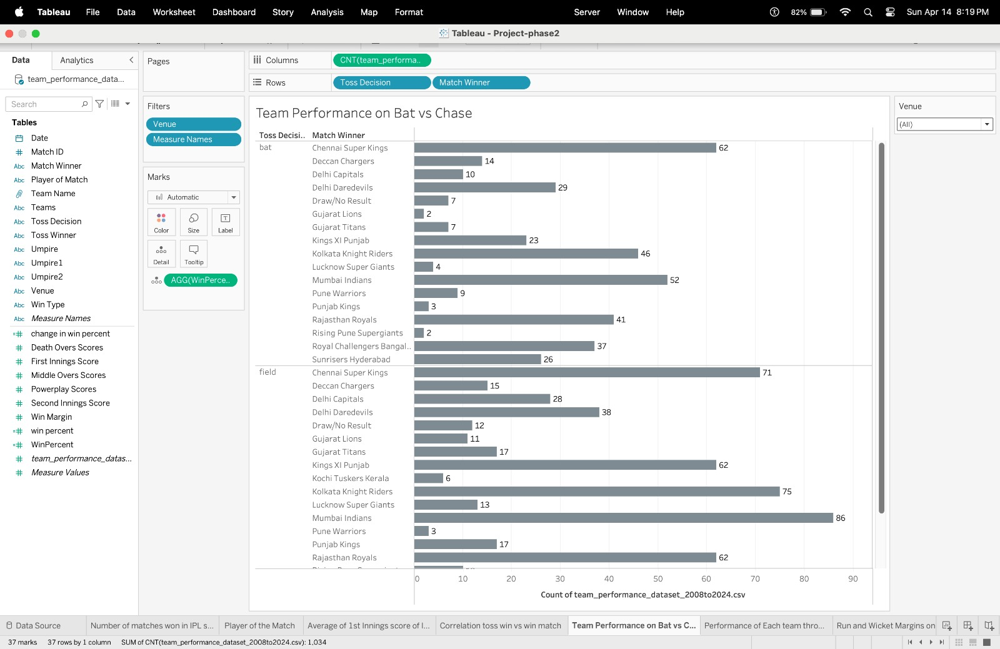 Tableau File Data Worksheet Dashboard Story Analysis Map Format Server Window Help 82% Sun Apr 14 8:19 PM
Tableau - Project-phase2
Data Analytics
team_performance_data...
Search
Tables
Date
Match ID
Abc Match Winner
Abc Player of Match
Team Name
Abc Teams
Abc Toss Decision
Abc Toss Winner
Abc Umpire
Abc Umpire1
Abc Umpire2
Abc Venue
Abc Win Type
Abc Measure Names
change in win percent
Death Overs Scores
First Innings Score
Middle Overs Scores
Powerplay Scores
Second Innings Score
Win Margin
win percent
WinPercent
team_performance_datas...
Measure Values
Pages
Filters
Venue
Measure Names
Marks
Automatic
Color Size Label
Detail Tooltip
AGG(WinPerce..
Columns CNT(team_performa..
Rows Toss Decision Match Winner
Team Performance on Bat vs Chase
Toss Decisi.. Match Winner
bat Chennai Super Kings 62
Deccan Chargers 14
Delhi Capitals 10
Delhi Daredevils 29
Draw/No Result 7
Gujarat Lions 2
Gujarat Titans 7
Kings XI Punjab 23
Kolkata Knight Riders 46
Lucknow Super Giants 4
Mumbai Indians 52
Pune Warriors 9
Punjab Kings 3
Rajasthan Royals 41
Rising Pune Supergiants 2
Royal Challengers Bangal.. 37
Sunrisers Hyderabad 26
field Chennai Super Kings 71
Deccan Chargers 15
Delhi Capitals 28
Delhi Daredevils 38
Draw/No Result 12
Gujarat Lions 11
Gujarat Titans 17
Kings XI Punjab 62
Kochi Tuskers Kerala 6
Kolkata Knight Riders 75
Lucknow Super Giants 13
Mumbai Indians 86
Pune Warriors 3
Punjab Kings 17
Rajasthan Royals 62
0 10 20 30 40 50 60 70 80 90
Count of team_performance_dataset_2008to2024.csv
Venue
(All)
Data Source Number of matches won in IPL s... Player of the Match Average of 1st Innings score of I... Correlation toss win vs win match Team Performance on Bat vs C... Performance of Each team thro... Run and Wicket Margins on
37 marks 37 rows by 1 column SUM of CNT(team_performance_dataset_2008to2024.csv): 1,034